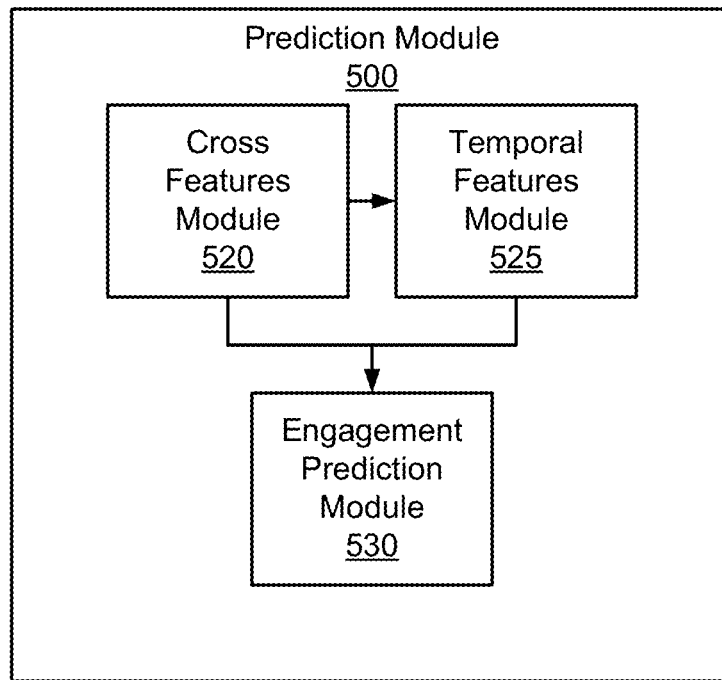 Prediction Module
500
Cross
Features
Module
520
Temporal
Features
Module
525
Engagement
Prediction
Module
530